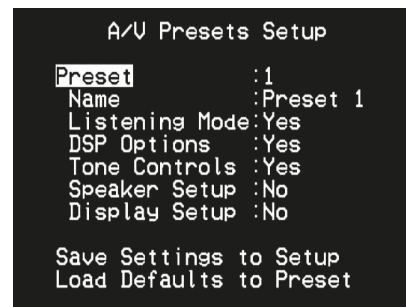 A/V Presets Setup
Preset :1
Name :Preset 1
Listening Mode:Yes
DSP Options :Yes
Tone Controls :Yes
Speaker Setup :No
Display Setup :No
Save Settings to Setup
Load Defaults to Preset